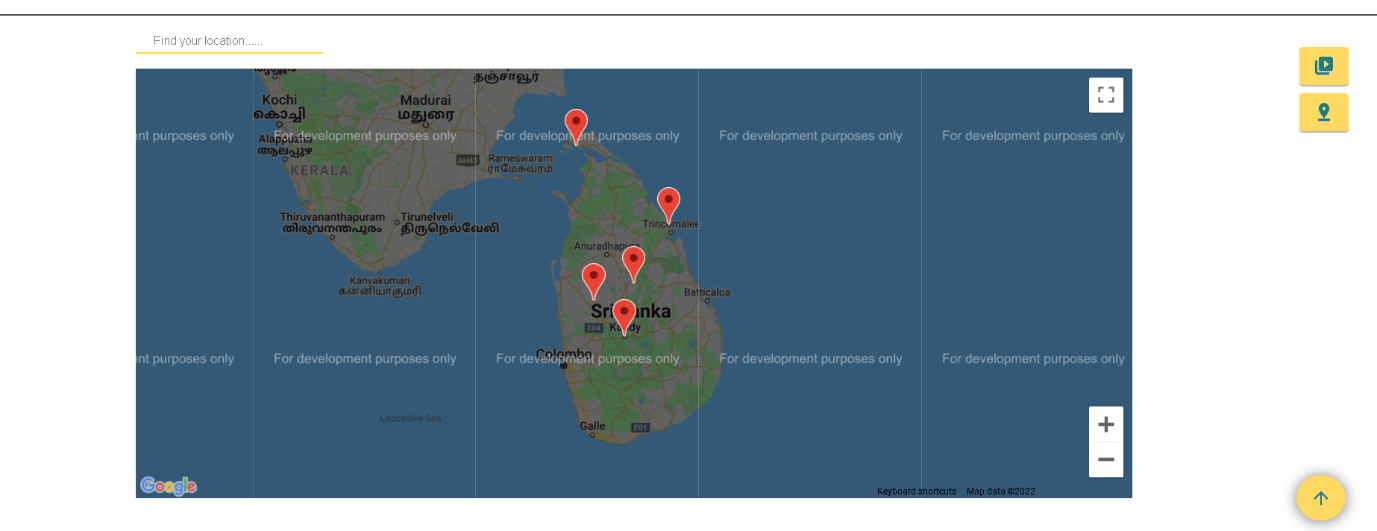 Find your location......
தஞ்சாவூர்
Kochi
കൊച്ചി
Madurai
மதுரை
nt purposes only
For development purposes only
For development purposes only
For development purposes only
For development purposes only
Alappuzha
ആലപ്പുഴ
KERALA
Rameswaram
ராமேசுவரம்
Thiruvananthapuram
തിരുവനന്തപുരം
Tirunelveli
திருநெல்வேலி
Trincomalee
Anuradhapura
Kanyakumari
கன்னியாகுமரி
Batticaloa
Sri Lanka
E04
Kandy
Colombo
nt purposes only
For development purposes only
For development purposes only
For development purposes only
For development purposes only
Laccadive Sea
Galle
E01
Google
Keyboard shortcuts
Map data ©2022